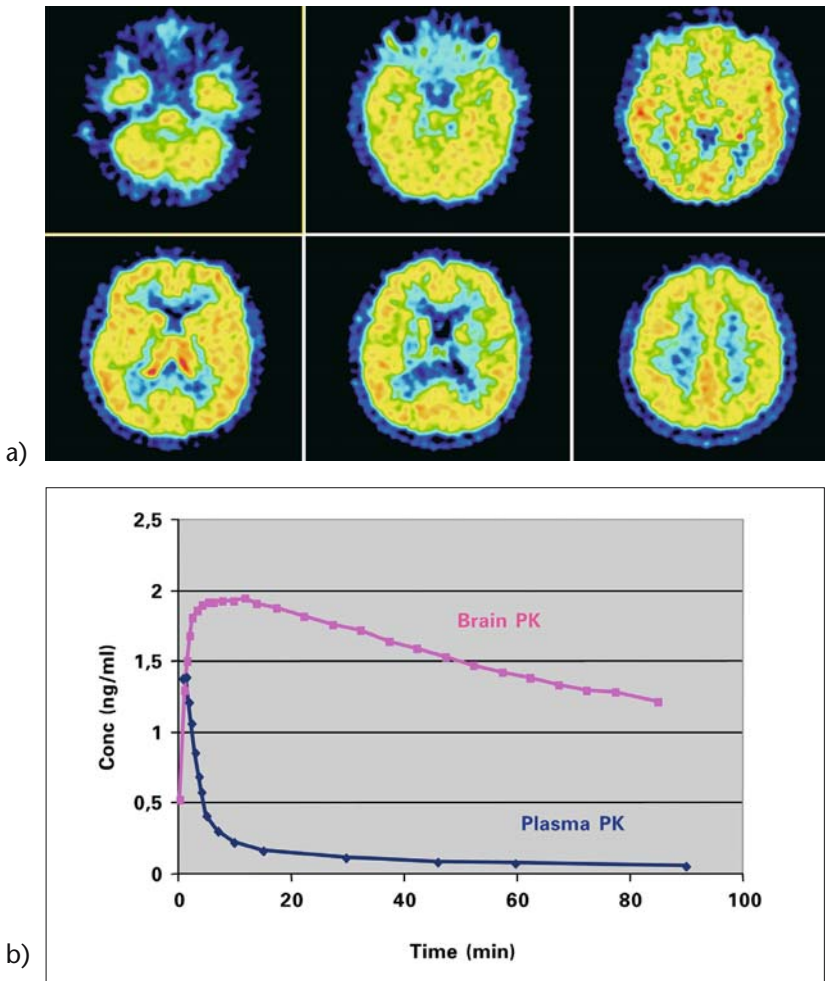 a)
2,5
2
1,5
1
0,5
0
Conc (ng/ml)
Brain PK
Plasma PK
0 20 40 60 80 100
Time (min)
b)